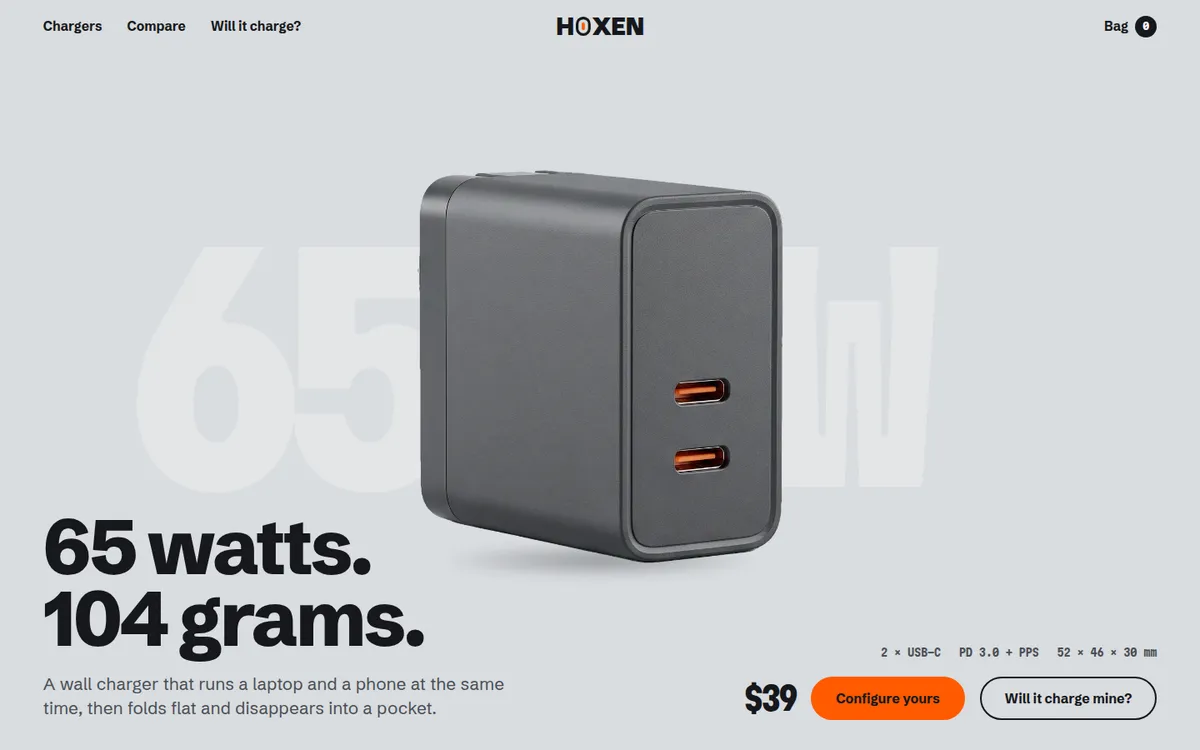 Chargers Compare Will it charge? HOXEN Bag 0
65 W
65 watts.
104 grams.
A wall charger that runs a laptop and a phone at the same
time, then folds flat and disappears into a pocket.
2 × USB-C PD 3.0 + PPS 52 × 46 × 30 mm
$39 Configure yours Will it charge mine?